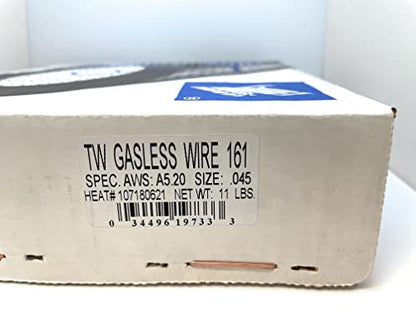 TW GASLESS WIRE 161
SPEC. AWS: A5.20 SIZE: .045
HEAT# 107180621 NET WT: 11 LBS.
0 34496 19733 3